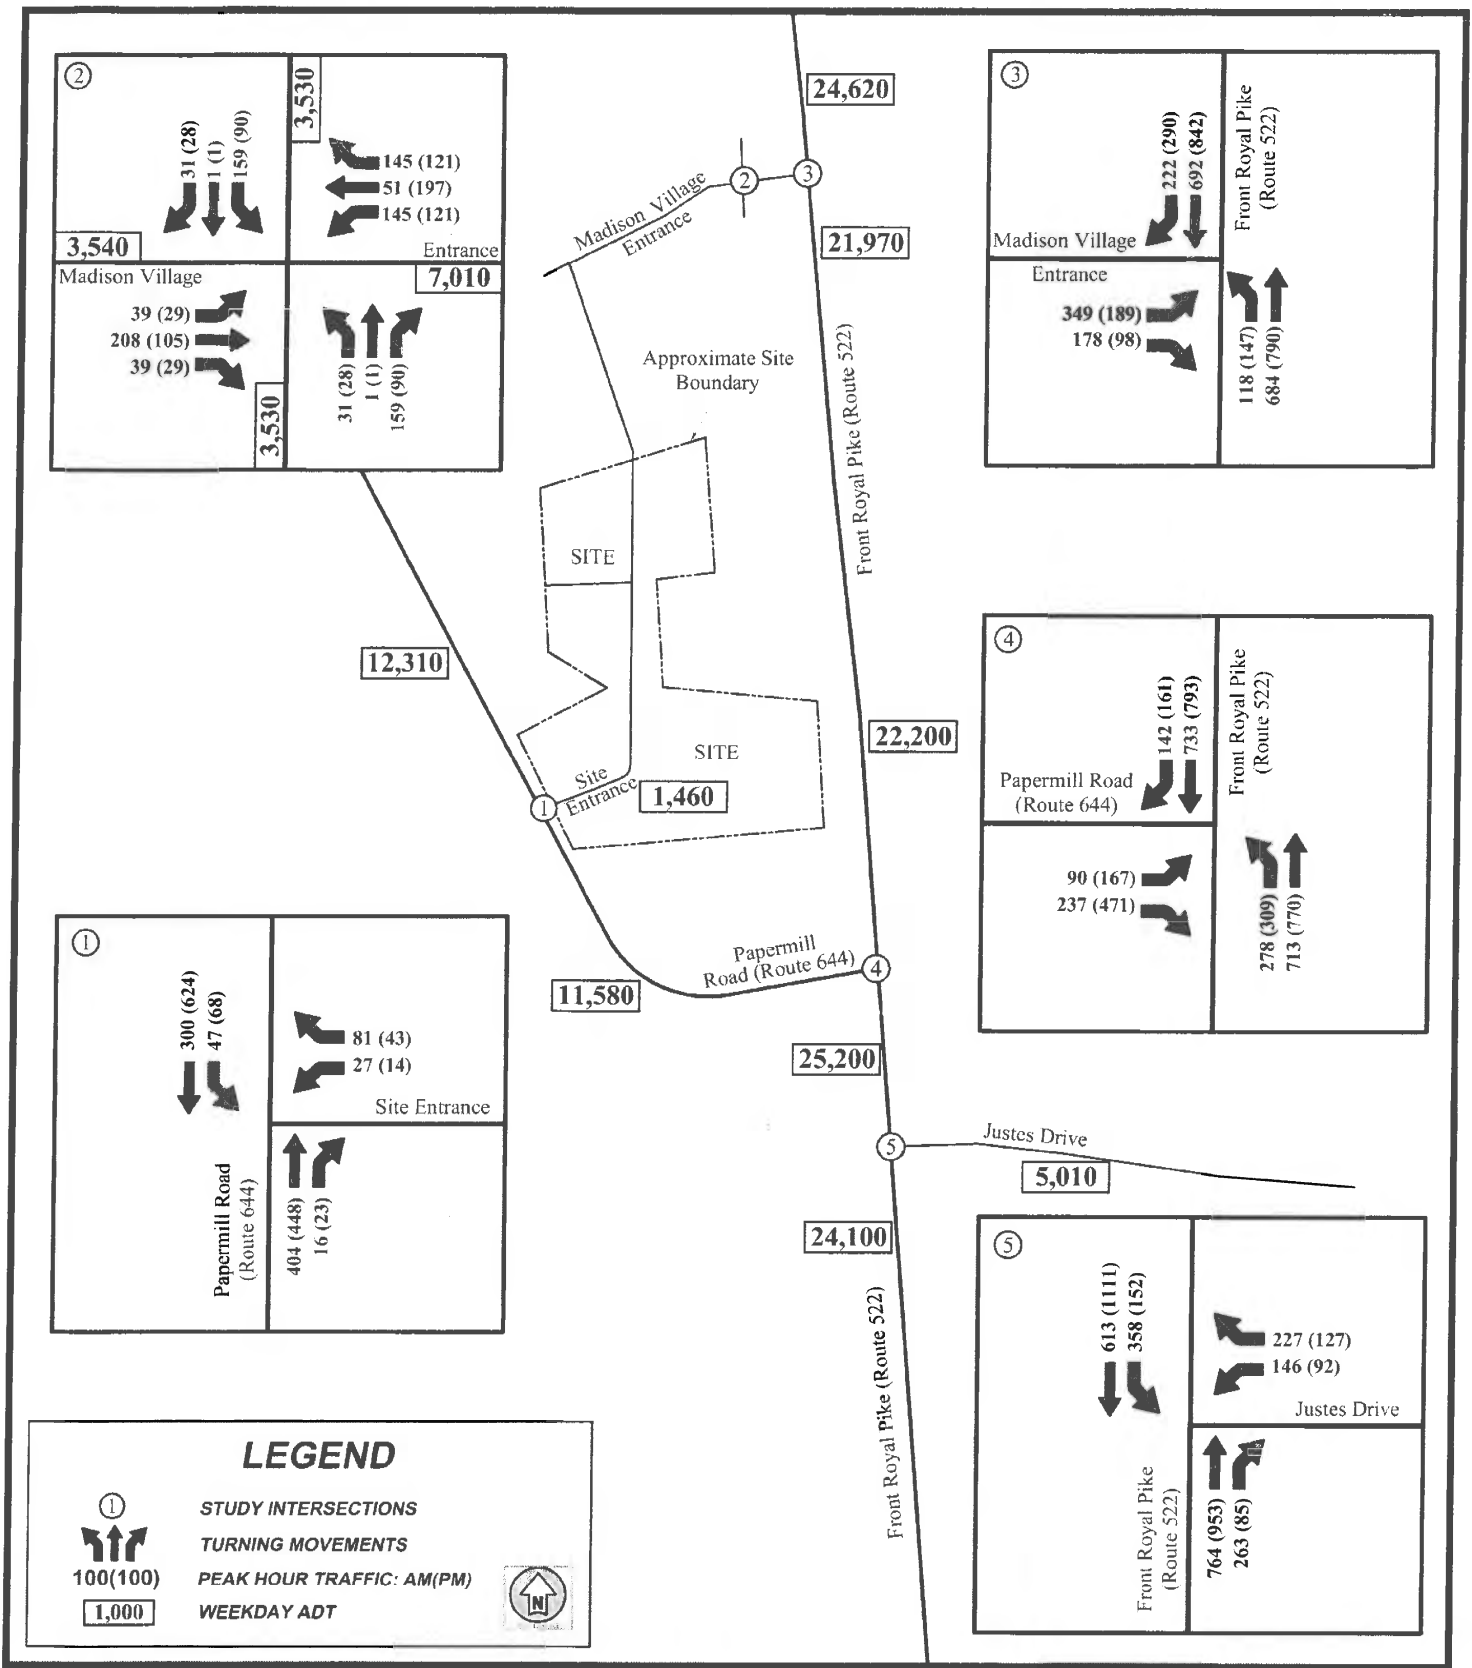 2
3,530
31 (28)
1 (1)
159 (90)
145 (121)
51 (197)
145 (121)
3,540
Entrance
Madison Village
7,010
39 (29)
208 (105)
39 (29)
3,530
31 (28)
1 (1)
159 (90)
24,620
2
3
Madison Village
Entrance
21,970
Approximate Site
Boundary
Front Royal Pike (Route 522)
SITE
12,310
22,200
SITE
Site
Entrance
1,460
1
Papermill
Road (Route 644)
4
11,580
25,200
5
Justes Drive
5,010
24,100
Front Royal Pike (Route 522)
3
222 (290)
692 (842)
Front Royal Pike
(Route 522)
Madison Village
Entrance
349 (189)
178 (98)
118 (147)
684 (790)
4
142 (161)
733 (793)
Front Royal Pike
(Route 522)
Papermill Road
(Route 644)
90 (167)
237 (471)
278 (309)
713 (770)
1
300 (624)
47 (68)
81 (43)
27 (14)
Site Entrance
Papermill Road
(Route 644)
404 (448)
16 (23)
5
613 (1111)
358 (152)
227 (127)
146 (92)
Justes Drive
Front Royal Pike
(Route 522)
764 (953)
263 (85)
LEGEND
1 STUDY INTERSECTIONS
TURNING MOVEMENTS
100(100) PEAK HOUR TRAFFIC: AM(PM)
1,000 WEEKDAY ADT
N